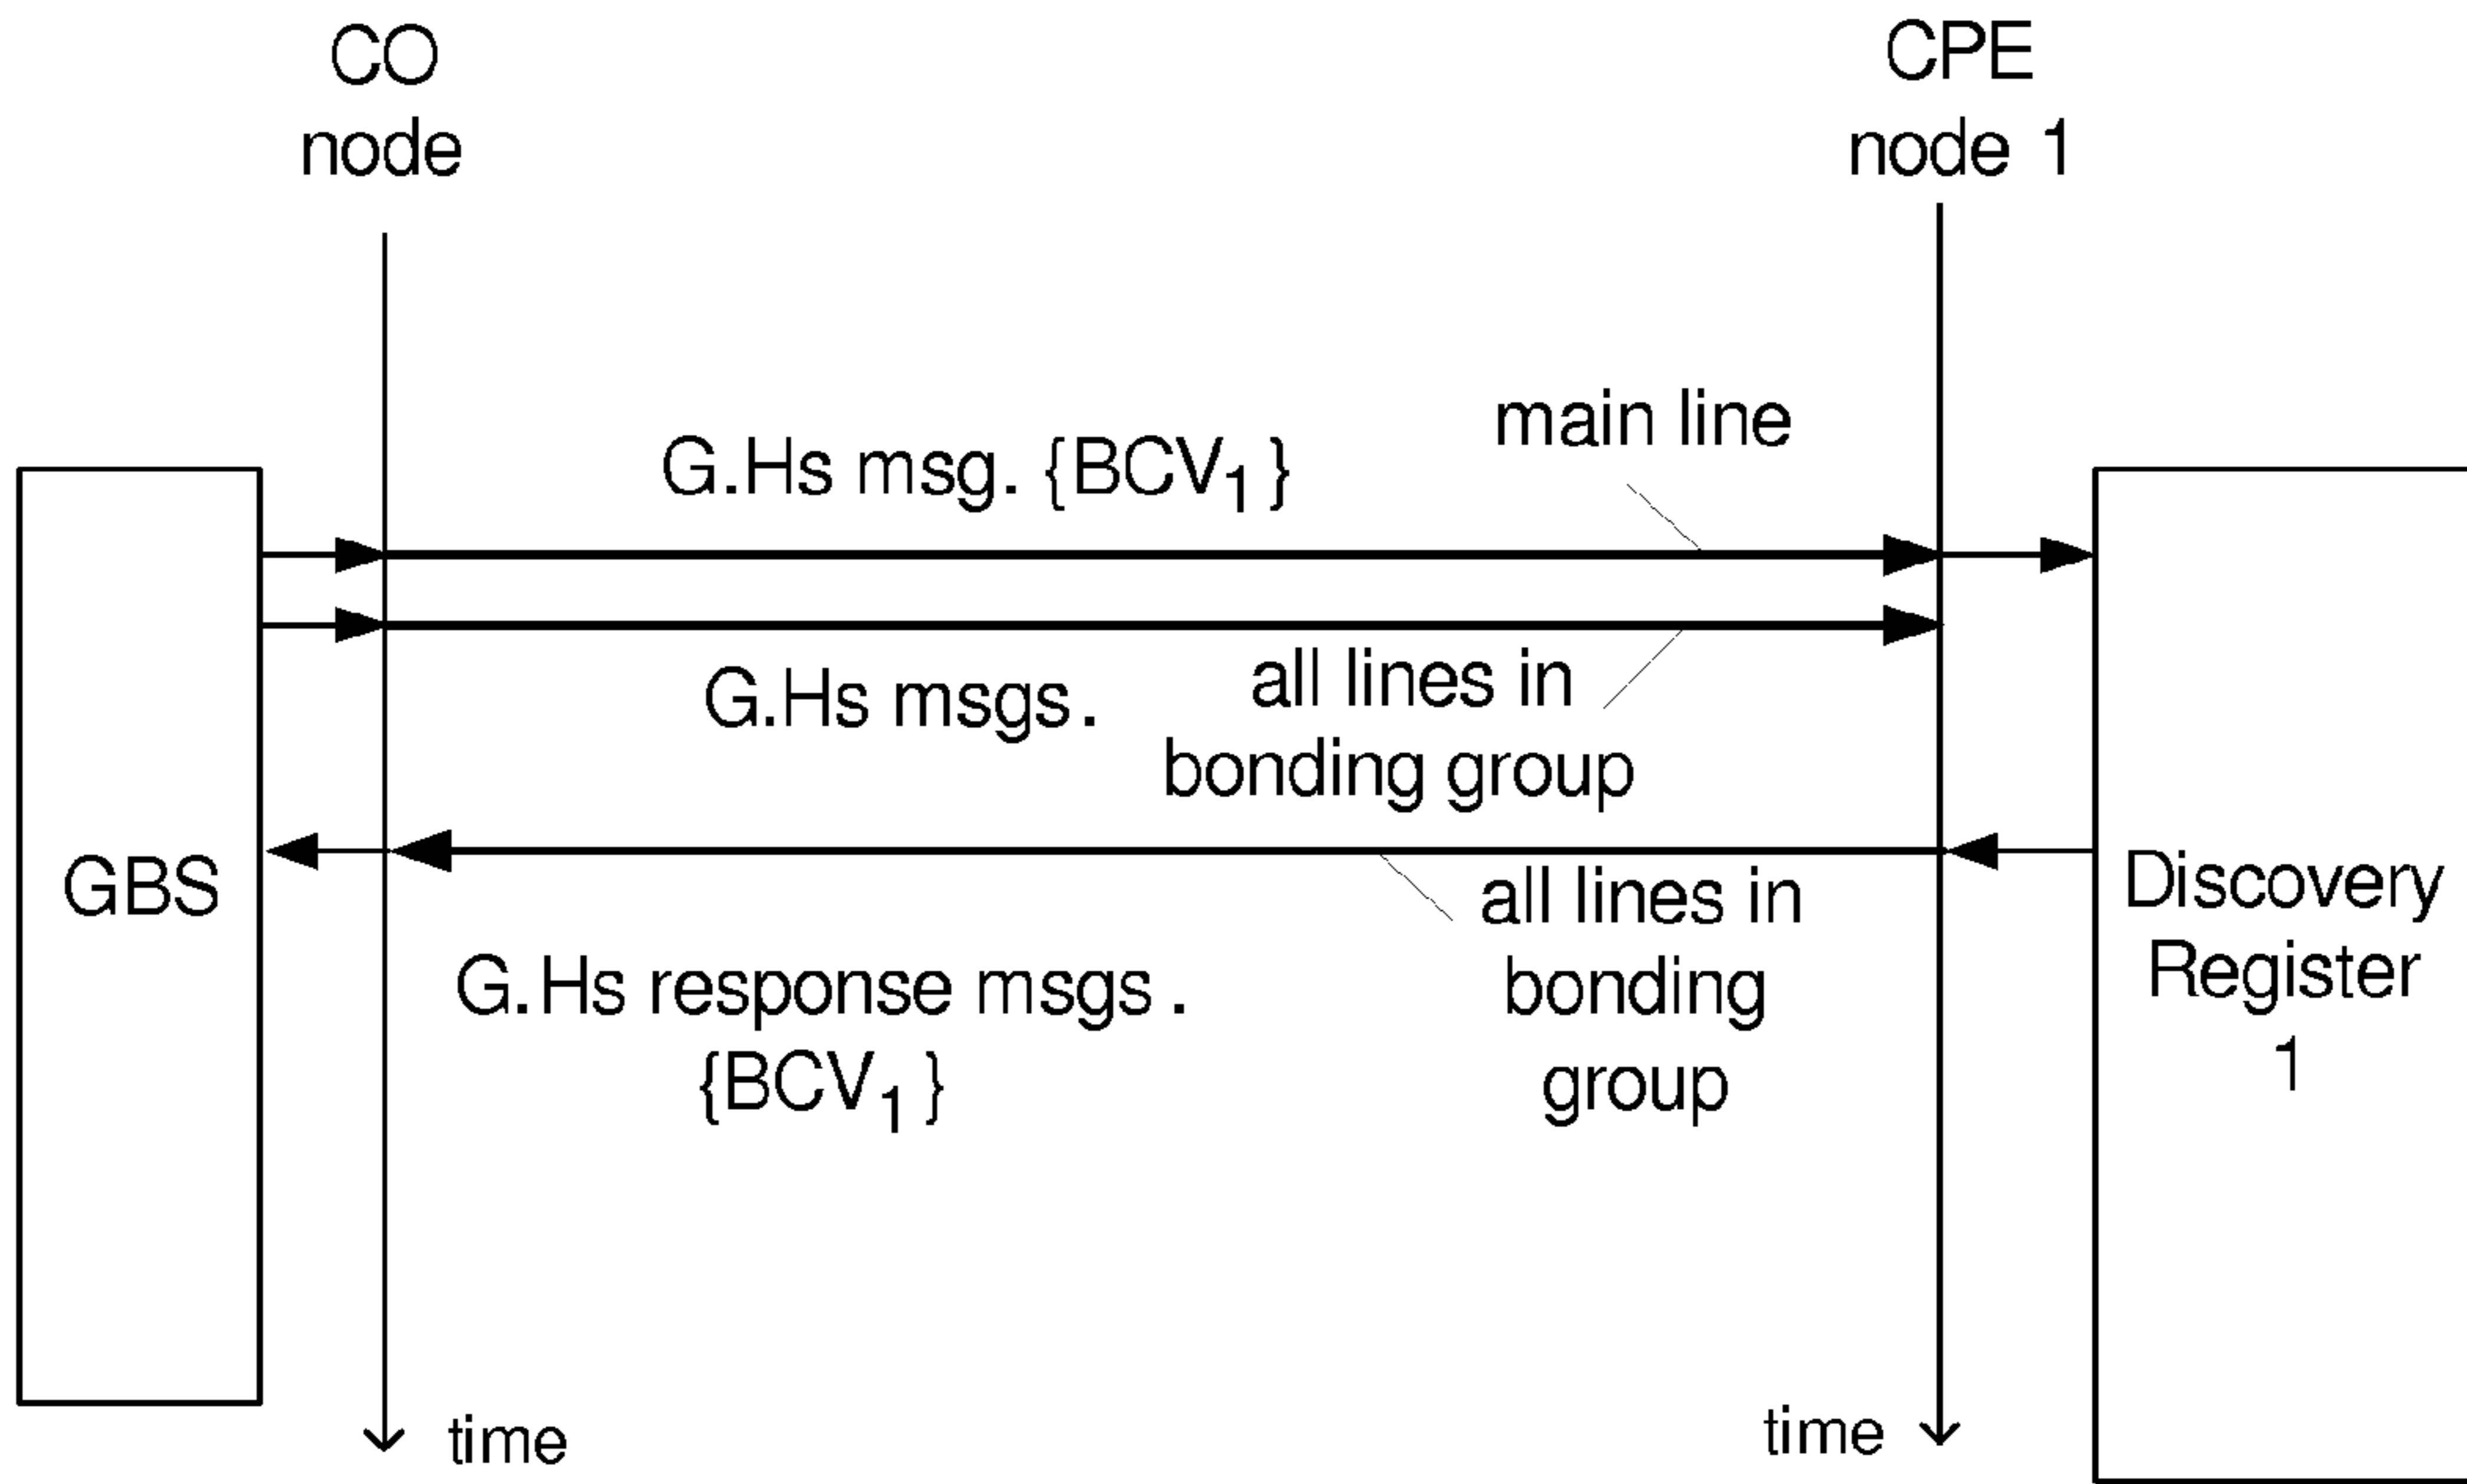 CO
node
CPE
node 1
main line
G.Hs msg. {BCV₁}
G.Hs msgs.
all lines in
bonding group
GBS
G.Hs response msgs.
{BCV₁}
all lines in
bonding
group
Discovery
Register
1
time
time